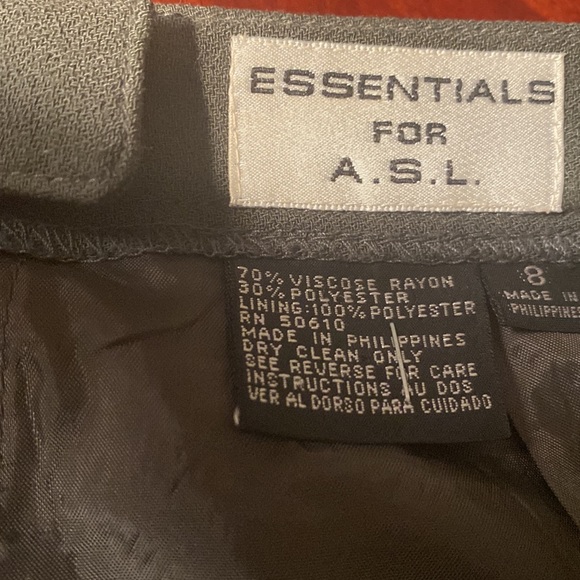 ESSENTIALS
FOR
A.S.L.
70% VISCOSE RAYON
30% POLYESTER
LINING:100% POLYESTER
RN 50610
MADE IN PHILIPPINES
DRY CLEAN ONLY
SEE REVERSE FOR CARE
INSTRUCTIONS AU DOS
VER AL DORSO PARA CUIDADO
8
MADE IN
PHILIPPINES